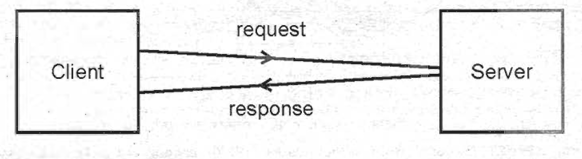 request
Client
Server
response